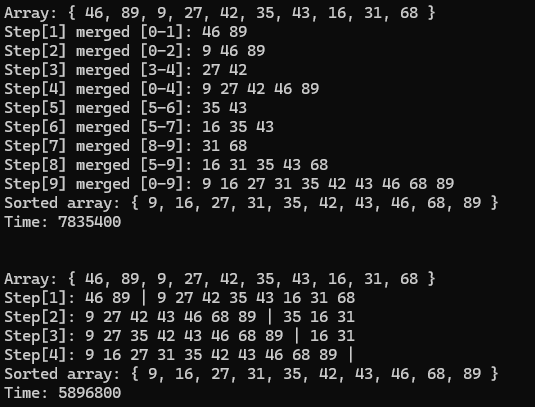 Array: { 46, 89, 9, 27, 42, 35, 43, 16, 31, 68 }
Step[1] merged [0-1]: 46 89
Step[2] merged [0-2]: 9 46 89
Step[3] merged [3-4]: 27 42
Step[4] merged [0-4]: 9 27 42 46 89
Step[5] merged [5-6]: 35 43
Step[6] merged [5-7]: 16 35 43
Step[7] merged [8-9]: 31 68
Step[8] merged [5-9]: 16 31 35 43 68
Step[9] merged [0-9]: 9 16 27 31 35 42 43 46 68 89
Sorted array: { 9, 16, 27, 31, 35, 42, 43, 46, 68, 89 }
Time: 7835400
Array: { 46, 89, 9, 27, 42, 35, 43, 16, 31, 68 }
Step[1]: 46 89 | 9 27 42 35 43 16 31 68
Step[2]: 9 27 42 43 46 68 89 | 35 16 31
Step[3]: 9 27 35 42 43 46 68 89 | 16 31
Step[4]: 9 16 27 31 35 42 43 46 68 89 |
Sorted array: { 9, 16, 27, 31, 35, 42, 43, 46, 68, 89 }
Time: 5896800